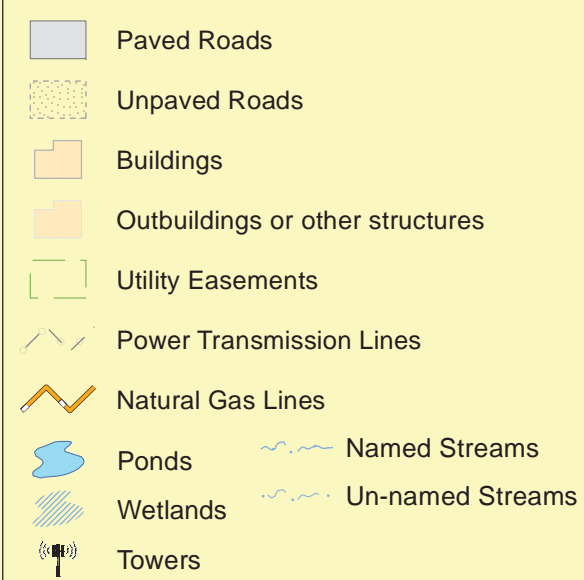 Paved Roads
Unpaved Roads
Buildings
Outbuildings or other structures
Utility Easements
Power Transmission Lines
Natural Gas Lines
Ponds
Named Streams
Wetlands
Un-named Streams
Towers